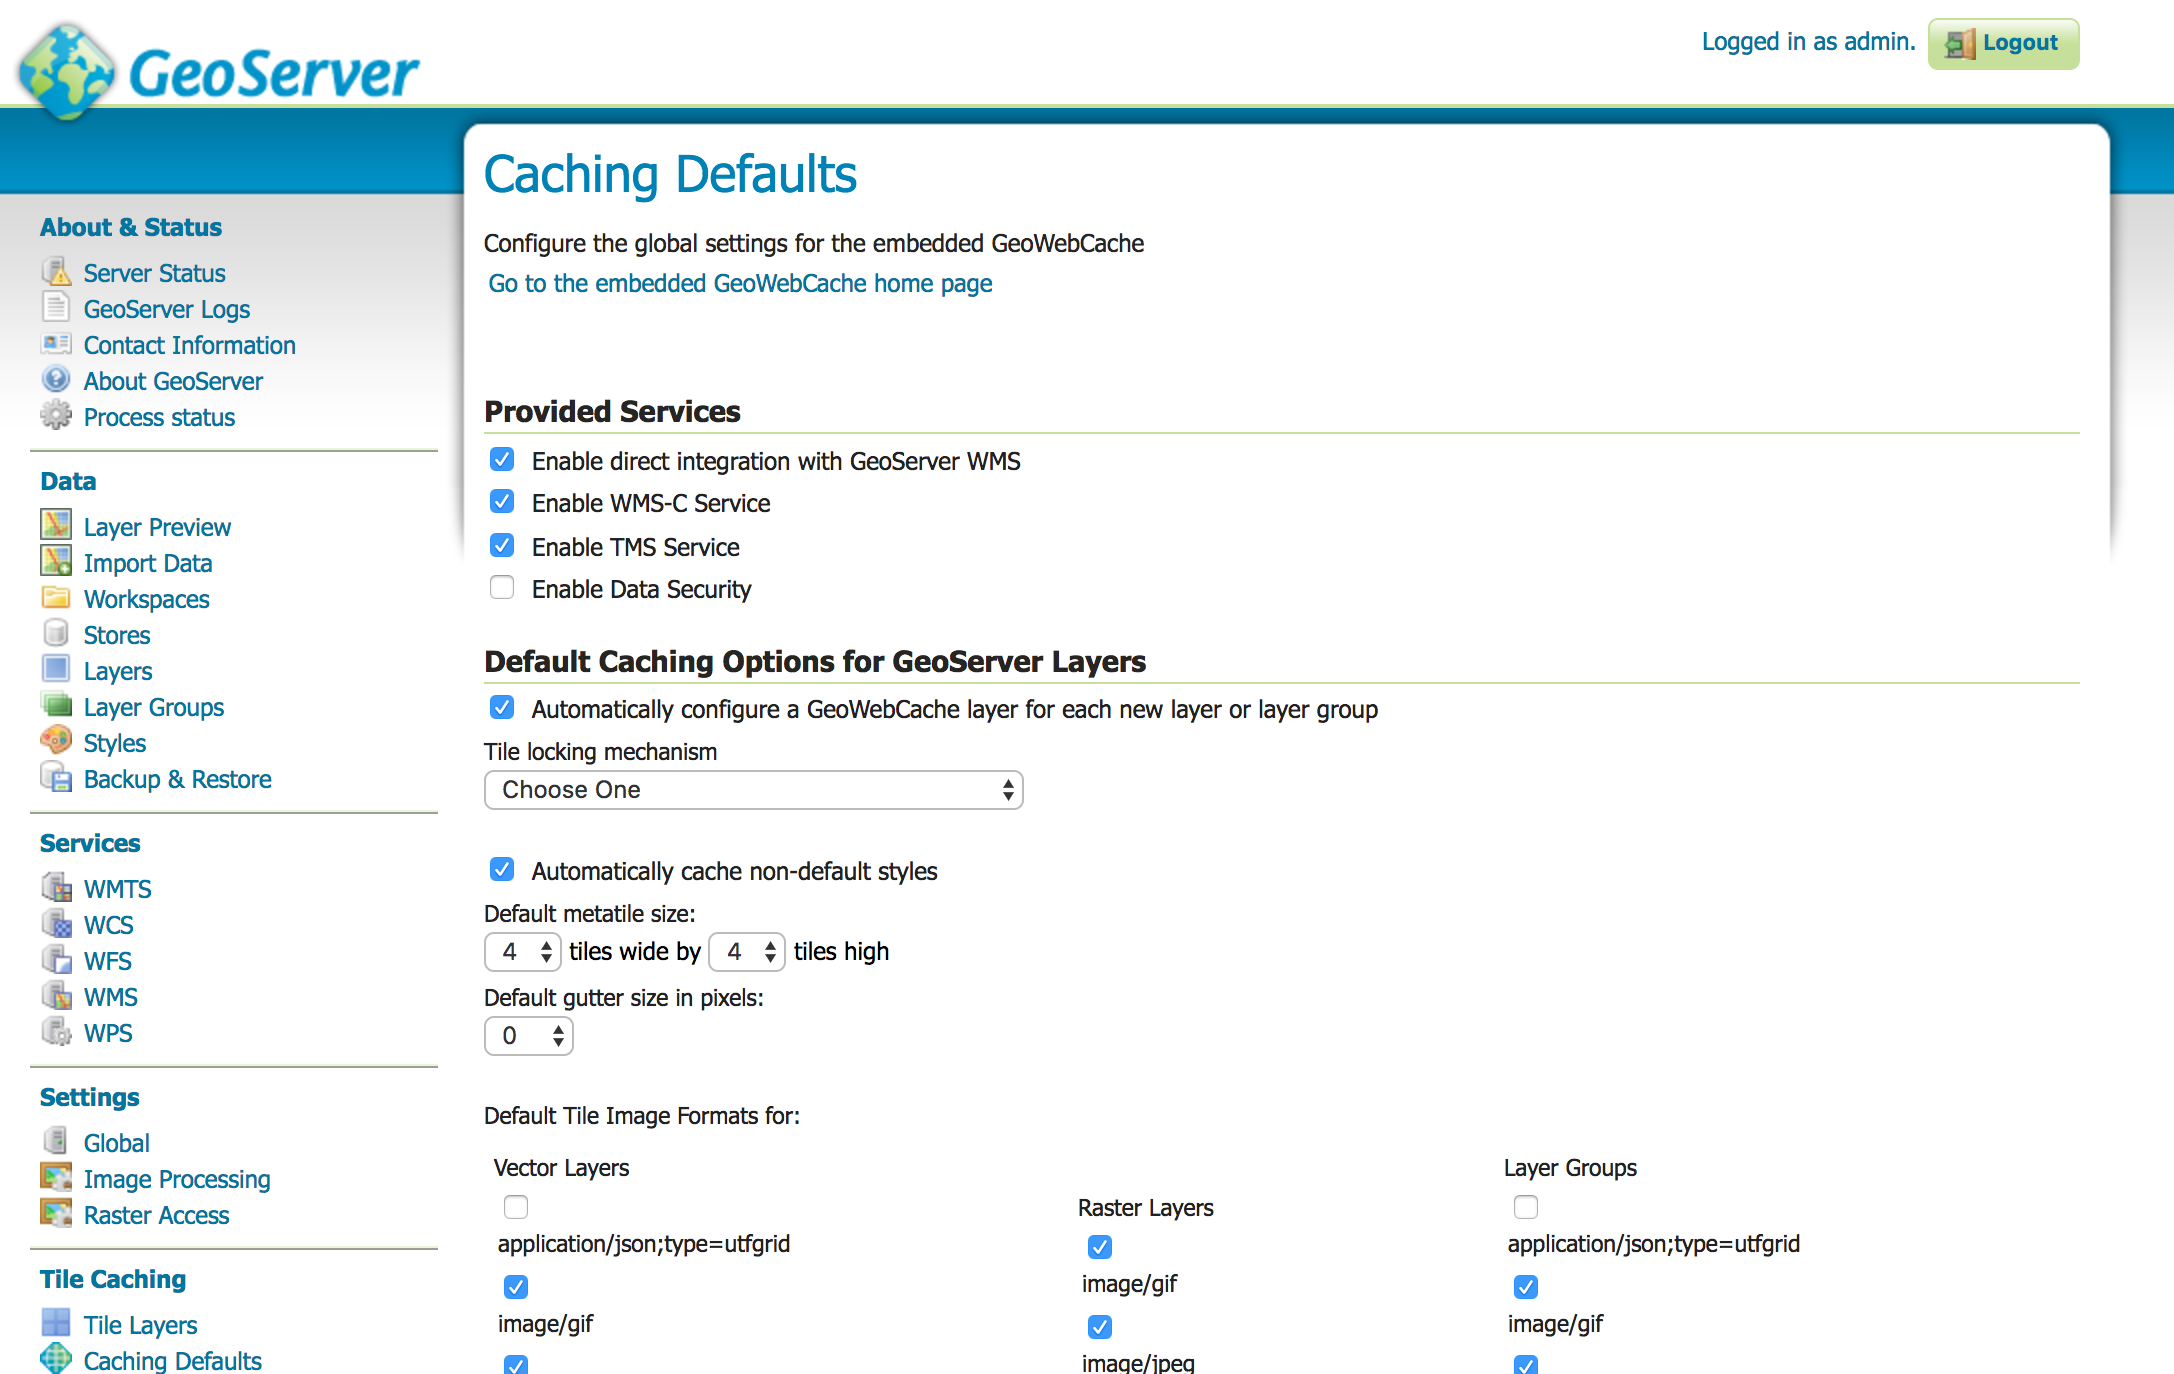 GeoServer
Logged in as admin.
Logout
About & Status
Server Status
GeoServer Logs
Contact Information
About GeoServer
Process status
Data
Layer Preview
Import Data
Workspaces
Stores
Layers
Layer Groups
Styles
Backup & Restore
Services
WMTS
WCS
WFS
WMS
WPS
Settings
Global
Image Processing
Raster Access
Tile Caching
Tile Layers
Caching Defaults
Caching Defaults
Configure the global settings for the embedded GeoWebCache
Go to the embedded GeoWebCache home page
Provided Services
Enable direct integration with GeoServer WMS
Enable WMS-C Service
Enable TMS Service
Enable Data Security
Default Caching Options for GeoServer Layers
Automatically configure a GeoWebCache layer for each new layer or layer group
Tile locking mechanism
Choose One
Automatically cache non-default styles
Default metatile size:
4 tiles wide by 4 tiles high
Default gutter size in pixels:
0
Default Tile Image Formats for:
Vector Layers
application/json;type=utfgrid
image/gif
Raster Layers
image/gif
image/jpeg
Layer Groups
application/json;type=utfgrid
image/gif